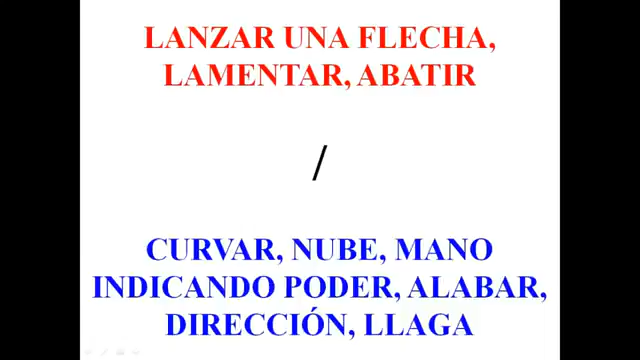 LANZAR UNA FLECHA,
LAMENTAR, ABATIR
/
CURVAR, NUBE, MANO
INDICANDO PODER, ALABAR,
DIRECCIÓN, LLAGA